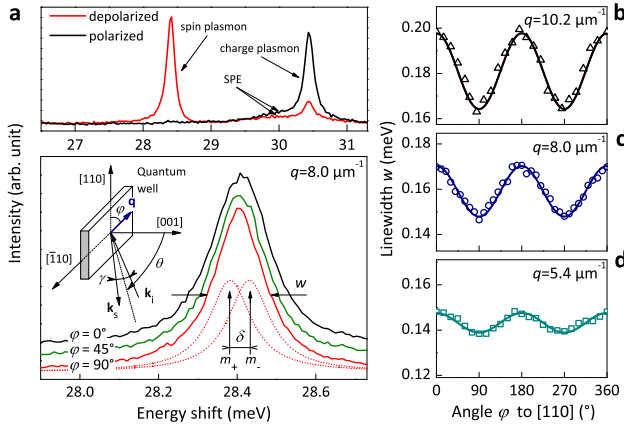 a
depolarized
polarized
spin plasmon
charge plasmon
SPE
27 28 29 30 31
Intensity (arb. unit)
q=8.0 μm⁻¹
[110]
Quantum
well
φ
q
[001]
[1̄10]
θ
γ
kₛ
kᵢ
w
φ = 0°
φ = 45°
φ = 90°
δ
m₊ m₋
28.0 28.2 28.4 28.6
Energy shift (meV)
b
q=10.2 μm⁻¹
0.20
0.18
0.16
c
q=8.0 μm⁻¹
0.18
0.16
0.14
Linewidth w (meV)
d
q=5.4 μm⁻¹
0.16
0.14
0.12
0 90 180 270 360
Angle φ to [110] (°)